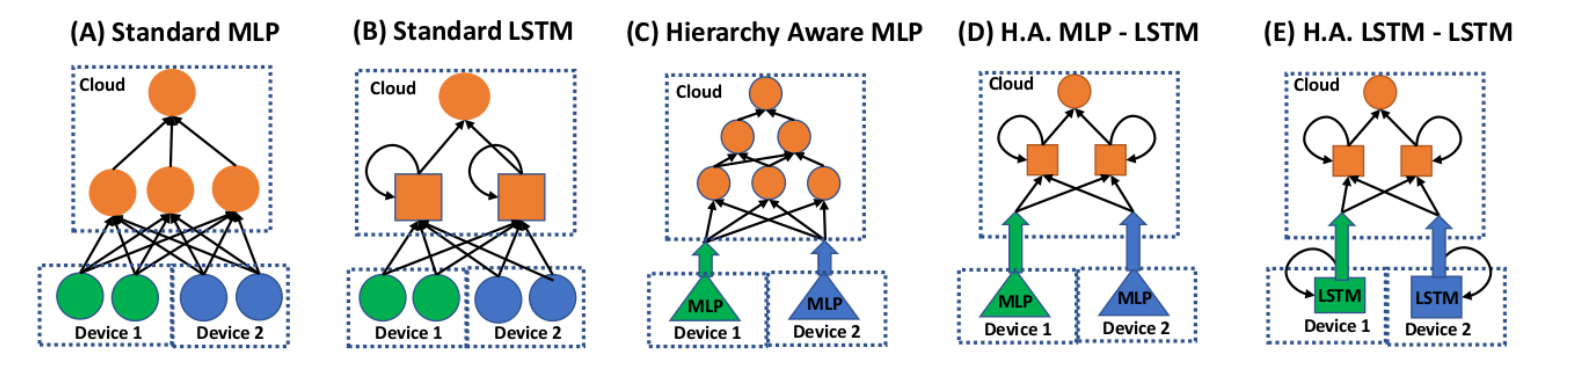 (A) Standard MLP
Cloud
Device 1
Device 2
(B) Standard LSTM
Cloud
Device 1
Device 2
(C) Hierarchy Aware MLP
Cloud
MLP
MLP
Device 1
Device 2
(D) H.A. MLP - LSTM
Cloud
MLP
MLP
Device 1
Device 2
(E) H.A. LSTM - LSTM
Cloud
LSTM
LSTM
Device 1
Device 2